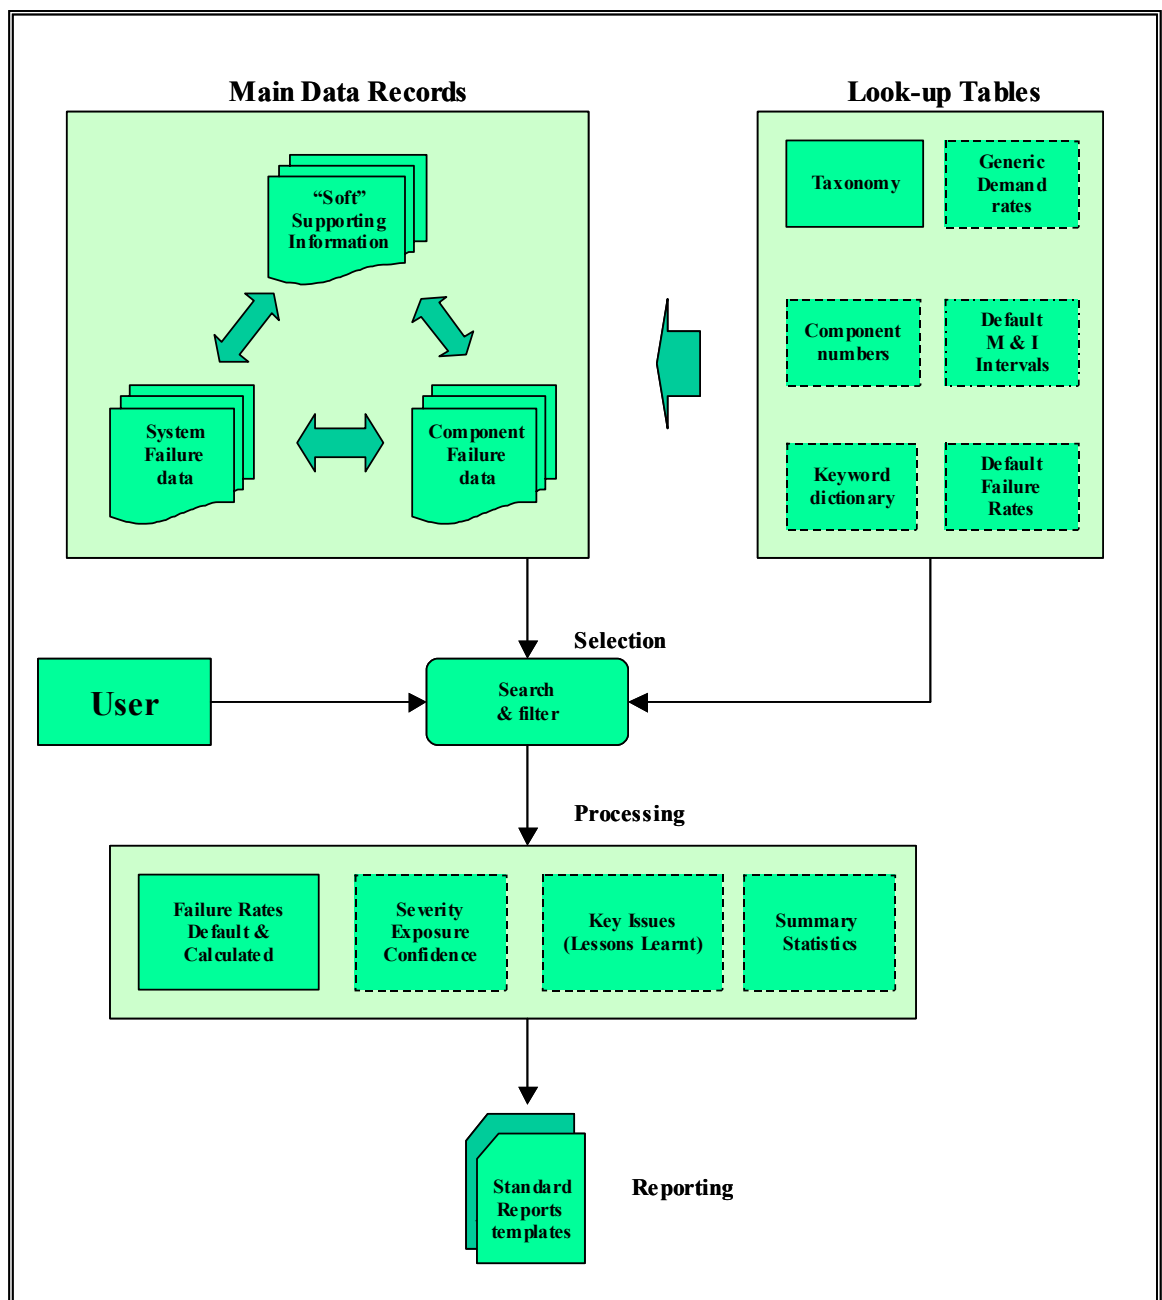 Main Data Records
Look-up Tables
“Soft”
Supporting
Information
System
Failure
data
Component
Failure
data
Taxonomy
Generic
Demand
rates
Component
numbers
Default
M & I
Intervals
Keyword
dictionary
Default
Failure
Rates
Selection
User
Search
& filter
Processing
Failure Rates
Default &
Calculated
Severity
Exposure
Confidence
Key Issues
(Lessons Learnt)
Summary
Statistics
Standard
Reports
templates
Reporting